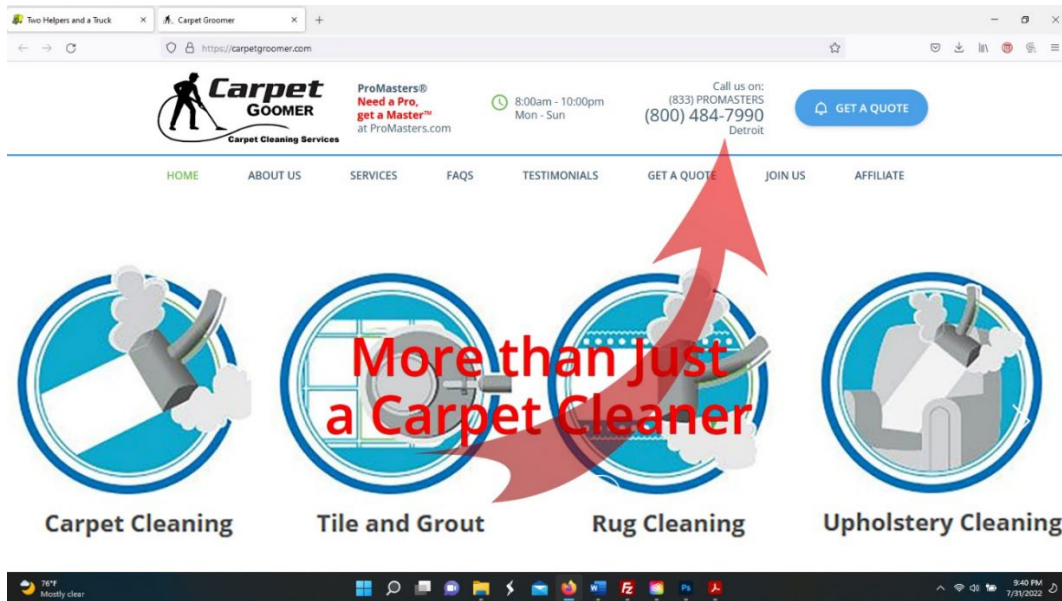 Two Helpers and a Truck
Carpet Groomer
https://carpetgroomer.com
Carpet
GOOMER
Carpet Cleaning Services
ProMasters®
Need a Pro,
get a Master™
at ProMasters.com
8:00am - 10:00pm
Mon - Sun
Call us on:
(833) PROMASTERS
(800) 484-7990
Detroit
GET A QUOTE
HOME ABOUT US SERVICES FAQS TESTIMONIALS GET A QUOTE JOIN US AFFILIATE
More than Just
a Carpet Cleaner
Carpet Cleaning Tile and Grout Rug Cleaning Upholstery Cleaning
76°F
Mostly clear
9:40 PM
7/31/2022